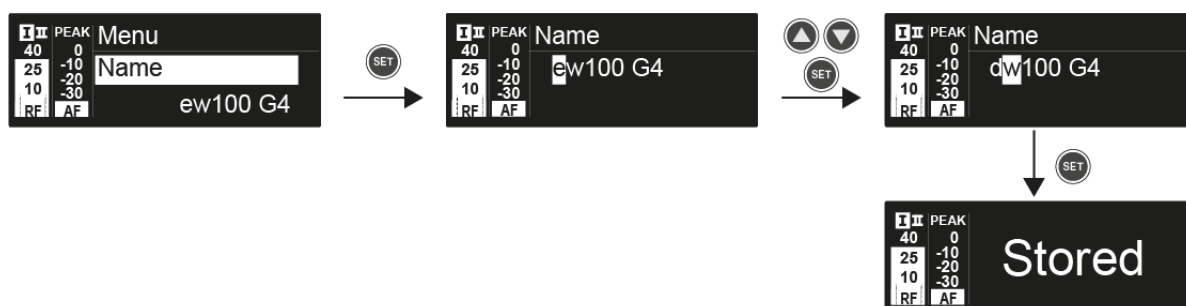 I II PEAK Menu
40 0
25 -10 Name
-20
10 -30
RF AF ew100 G4
SET
I II PEAK Name
40 0
25 -10 ew100 G4
-20
10 -30
RF AF
SET
I II PEAK Name
40 0
25 -10 dw100 G4
-20
10 -30
RF AF
SET
I II PEAK
40 0
25 -10 Stored
-20
10 -30
RF AF